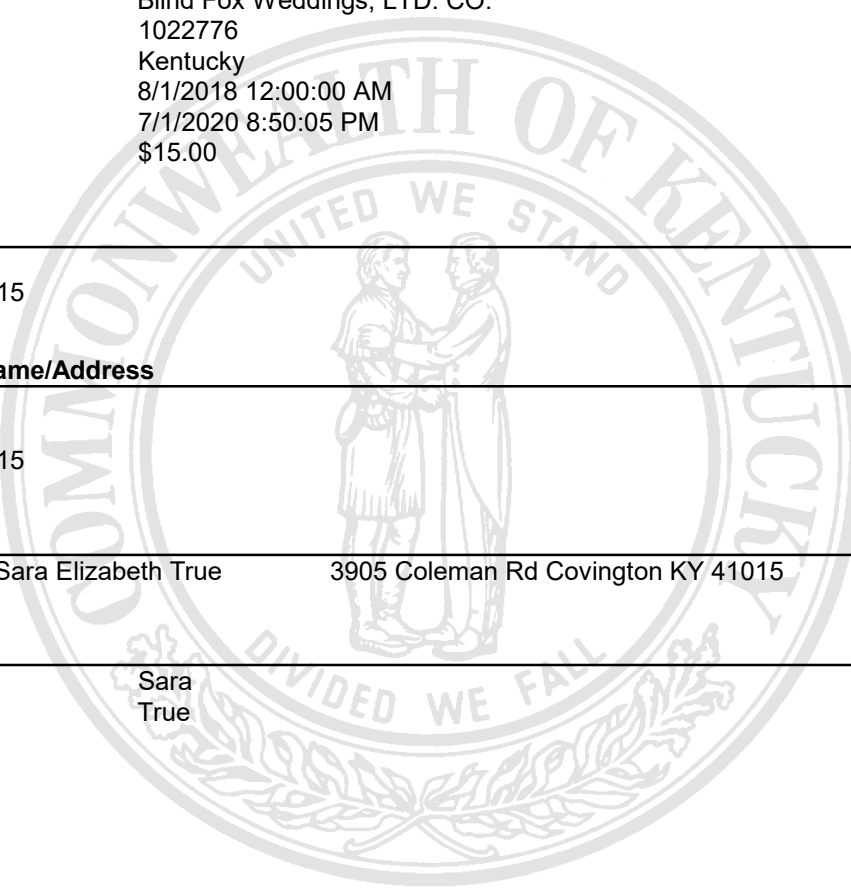 Blind Fox Weddings, LTD. CO.
1022776
Kentucky
8/1/2018 12:00:00 AM
7/1/2020 8:50:05 PM
$15.00
COMMONWEALTH OF KENTUCKY
UNITED WE STAND
15
ame/Address
15
Sara Elizabeth True 3905 Coleman Rd Covington KY 41015
DIVIDED WE FALL
Sara
True